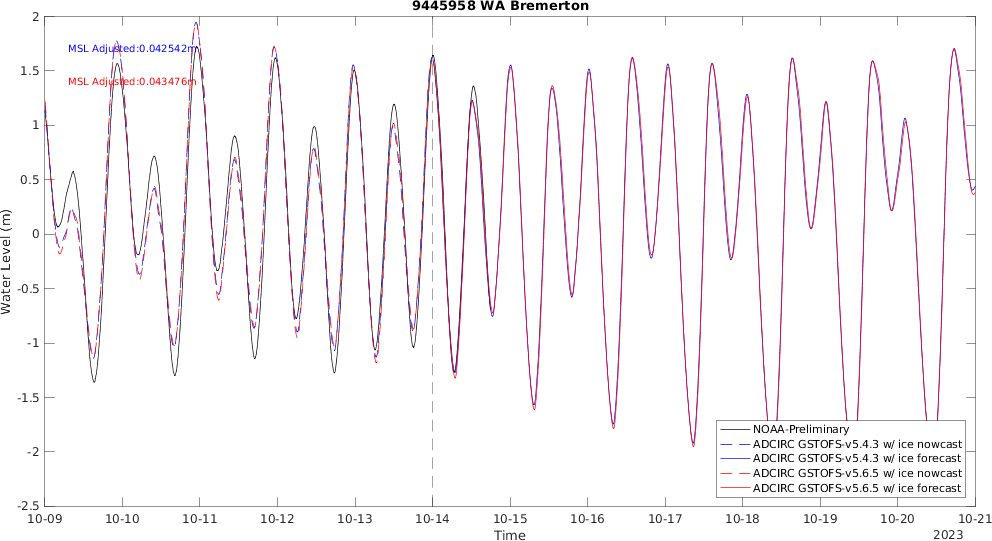 9445958 WA Bremerton
MSL Adjusted:0.042542m
MSL Adjusted:0.043476m
Water Level (m)
2
1.5
1
0.5
0
-0.5
-1
-1.5
-2
-2.5
NOAA-Preliminary
ADCIRC GSTOFS-v5.4.3 w/ ice nowcast
ADCIRC GSTOFS-v5.4.3 w/ ice forecast
ADCIRC GSTOFS-v5.6.5 w/ ice nowcast
ADCIRC GSTOFS-v5.6.5 w/ ice forecast
10-09 10-10 10-11 10-12 10-13 10-14 10-15 10-16 10-17 10-18 10-19 10-20 10-21
Time
2023